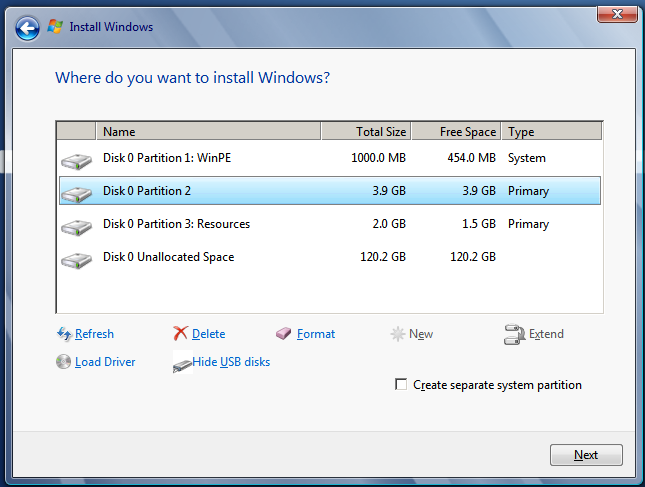 Install Windows
Where do you want to install Windows?
Name Total Size Free Space Type
Disk 0 Partition 1: WinPE 1000.0 MB 454.0 MB System
Disk 0 Partition 2 3.9 GB 3.9 GB Primary
Disk 0 Partition 3: Resources 2.0 GB 1.5 GB Primary
Disk 0 Unallocated Space 120.2 GB 120.2 GB
Refresh Delete Format New Extend
Load Driver Hide USB disks
Create separate system partition
Next